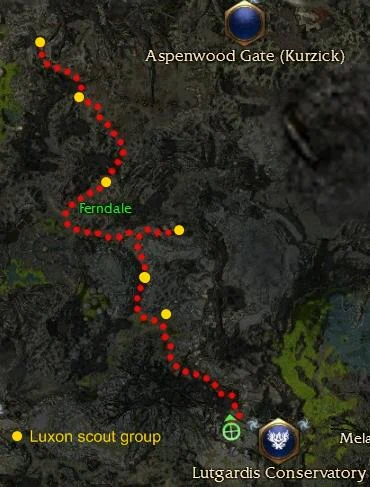 Aspenwood Gate (Kurzick)
Ferndale
Luxon scout group
Mela
Lutgardis Conservatory